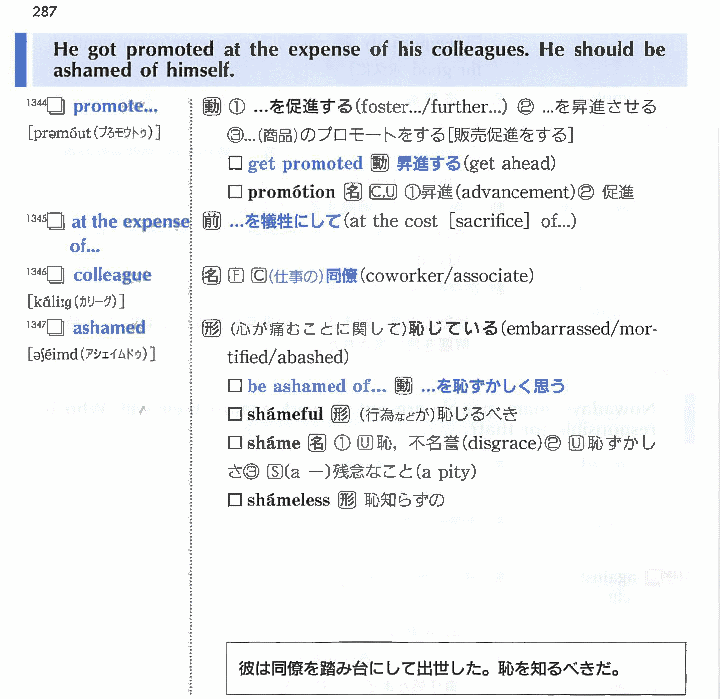 287
He got promoted at the expense of his colleagues. He should be
ashamed of himself.
1344□ promote...
[prəmóut(プろモウトゥ)]
動 ① ...を促進する(foster.../further...) ② ...を昇進させる
③...(商品)のプロモートをする[販売促進をする]
□ get promoted 動 昇進する(get ahead)
□ promótion 名 C,U ①昇進(advancement)② 促進
1345□ at the expense
of...
前 ...を犠牲にして(at the cost [sacrifice] of...)
1346□ colleague
[káli:g(カリーグ)]
名 F C(仕事の)同僚(coworker/associate)
1347□ ashamed
[əʃéimd(アシェイムドゥ)]
形 (心が痛むことに関して)恥じている(embarrassed/mor-
tified/abashed)
□ be ashamed of... 動 ...を恥ずかしく思う
□ shámeful 形 (行為などが)恥じるべき
□ sháme 名 ① U恥, 不名誉(disgrace)② U恥ずかし
さ③ S(a ―)残念なこと(a pity)
□ shámeless 形 恥知らずの
彼は同僚を踏み台にして出世した。恥を知るべきだ。